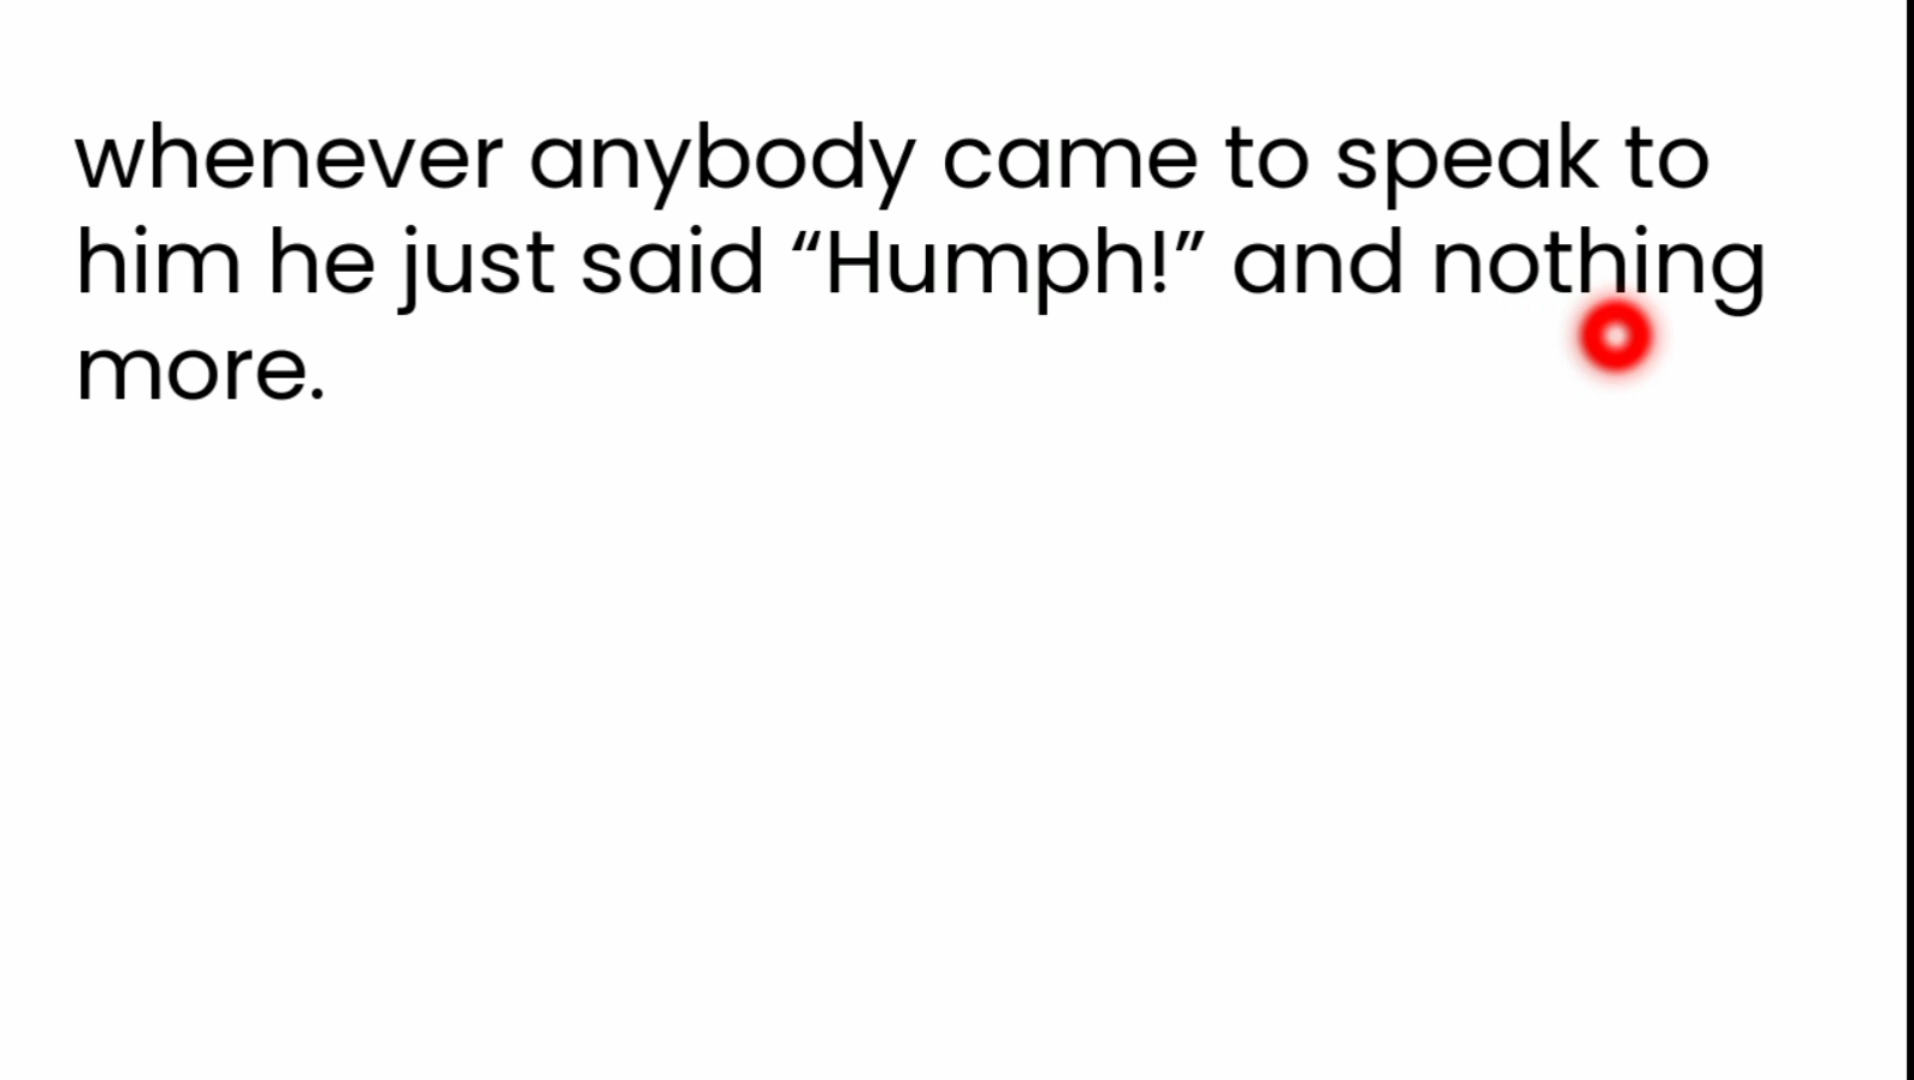 whenever anybody came to speak to
him he just said “Humph!” and nothing
more.